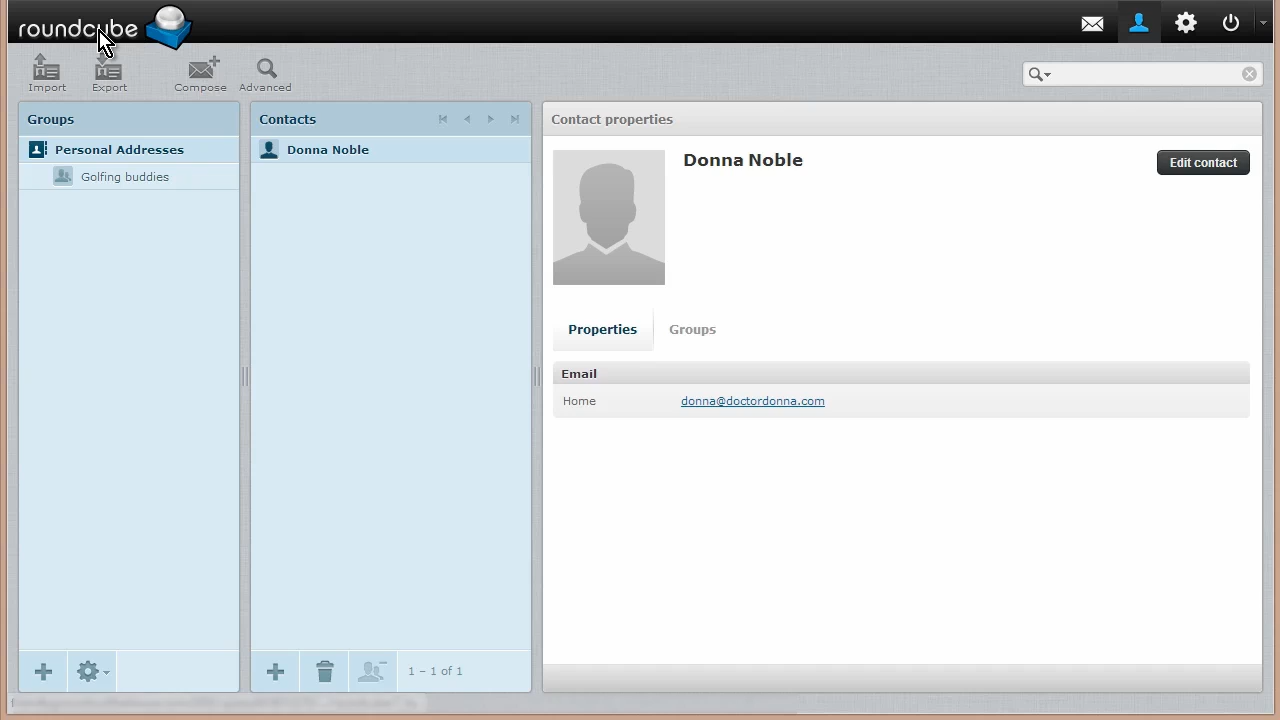 roundcube
Import
Export
Compose
Advanced
Groups
Contacts
Contact properties
Personal Addresses
Golfing buddies
Donna Noble
Donna Noble
Edit contact
Properties
Groups
Email
Home
donna@doctordonna.com
1 – 1 of 1